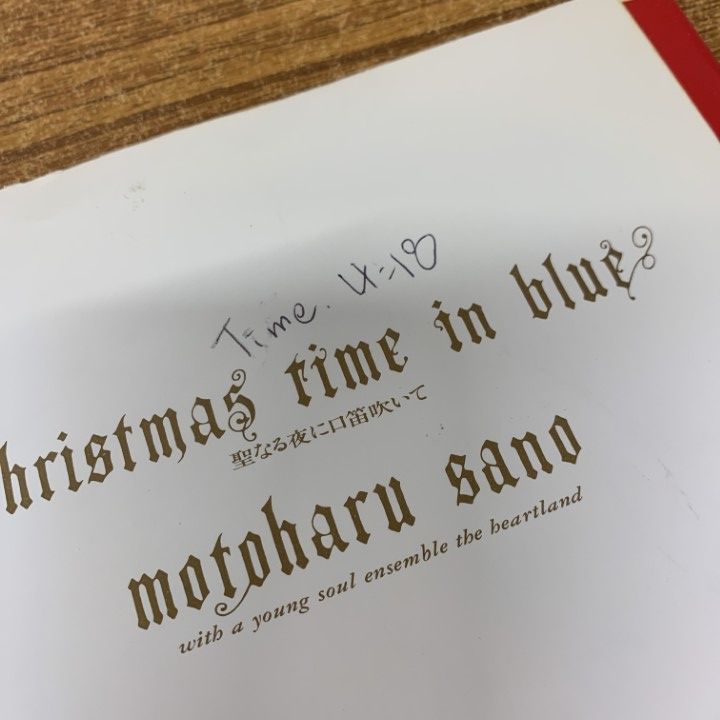 Time. 4:18
hristmas time in blue
聖なる夜に口笛吹いて
motoharu sano
with a young soul ensemble the heartland